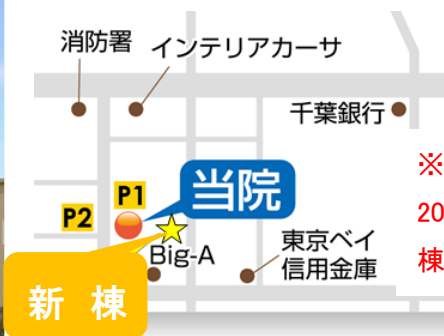 消防署
インテリアカーサ
千葉銀行
※
20
棟
P1
当院
P2
Big-A
東京ベイ
信用金庫
新 棟